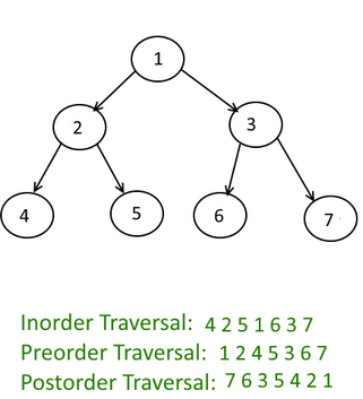 1
2 3
4 5 6 7
Inorder Traversal: 4 2 5 1 6 3 7
Preorder Traversal: 1 2 4 5 3 6 7
Postorder Traversal: 7 6 3 5 4 2 1